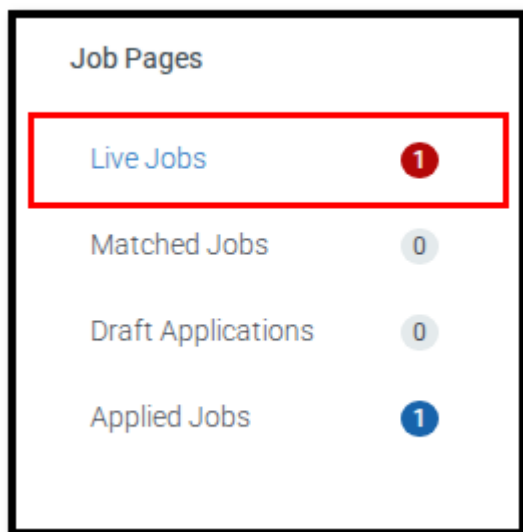 Job Pages
Live Jobs 1
Matched Jobs 0
Draft Applications 0
Applied Jobs 1